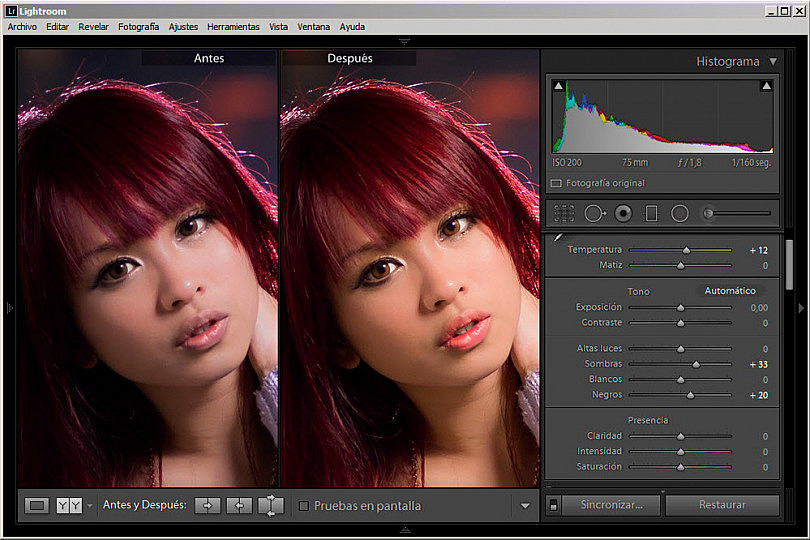 Lr Lightroom
Archivo Editar Revelar Fotografía Ajustes Herramientas Vista Ventana Ayuda
Antes
Después
Histograma
ISO 200 75 mm ƒ / 1,8 1/160 seg.
Fotografía original
Temperatura + 12
Matiz 0
Tono Automático
Exposición 0,00
Contraste 0
Altas luces 0
Sombras + 33
Blancos 0
Negros + 20
Presencia
Claridad 0
Intensidad 0
Saturación 0
YY Antes y Después: Pruebas en pantalla
Sincronizar... Restaurar